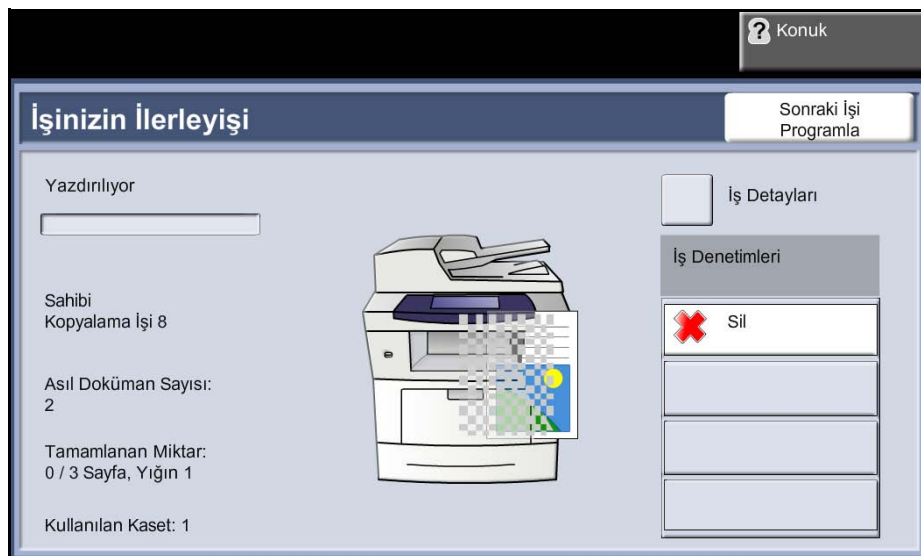 Konuk
İşinizin İlerleyişi
Sonraki İşi
Programla
Yazdırılıyor
İş Detayları
İş Denetimleri
Sahibi
Kopyalama İşi 8
Sil
Asıl Doküman Sayısı:
2
Tamamlanan Miktar:
0 / 3 Sayfa, Yığın 1
Kullanılan Kaset: 1